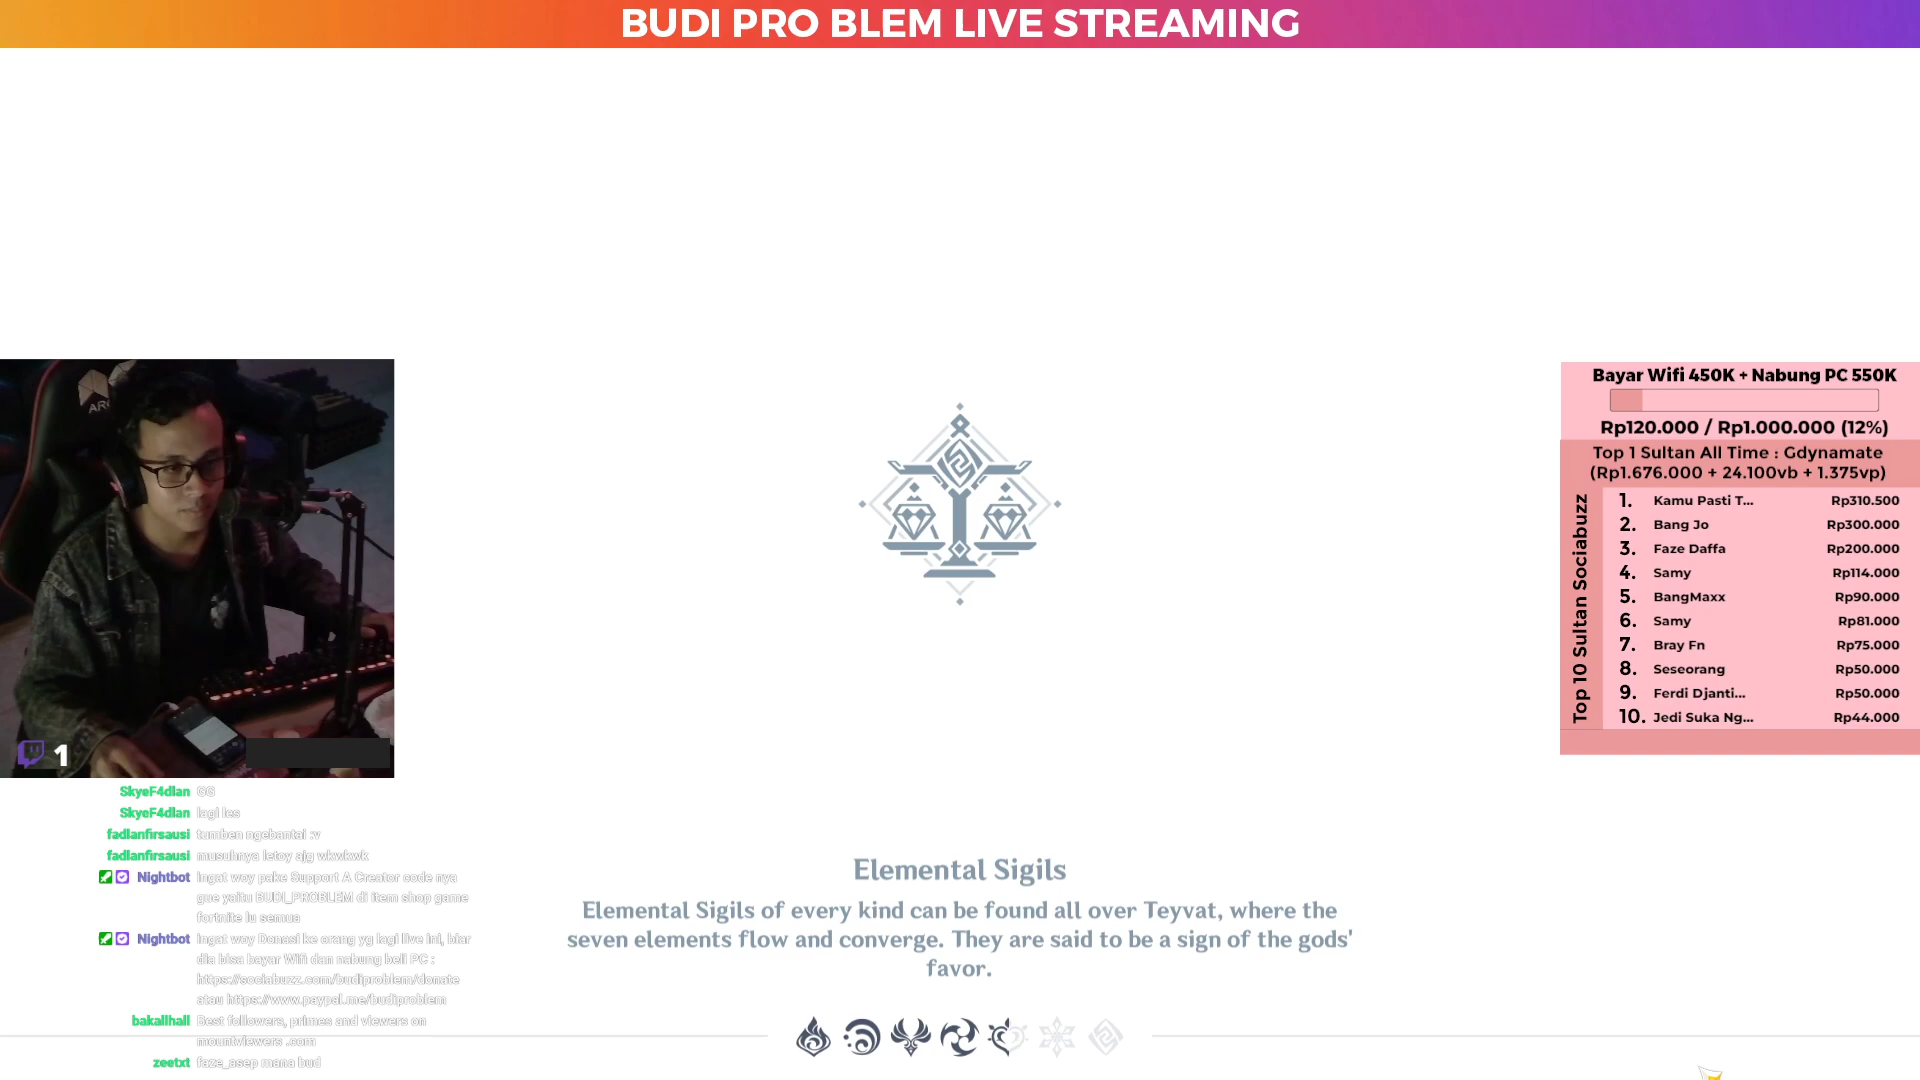 BUDI PRO BLEM LIVE STREAMING
Bayar Wifi 450K + Nabung PC 550K
Rp120.000 / Rp1.000.000 (12%)
Top 1 Sultan All Time : Gdynamate
(Rp1.676.000 + 24.100vb + 1.375vp)
Top 10 Sultan Sociabuzz
1. Kamu Pasti T... Rp310.500
2. Bang Jo Rp300.000
3. Faze Daffa Rp200.000
4. Samy Rp114.000
5. BangMaxx Rp90.000
6. Samy Rp81.000
7. Bray Fn Rp75.000
8. Seseorang Rp50.000
9. Ferdi Djanti... Rp50.000
10. Jedi Suka Ng... Rp44.000
1
SkyeF4dlan GG
SkyeF4dlan lagi les
fadlanfirsausi tumben ngebantai :v
fadlanfirsausi musuhnya letoy ajg wkwkwk
Nightbot Ingat woy pake Support A Creator code nya
gue yaitu BUDI_PROBLEM di item shop game
fortnite lu semua
Nightbot Ingat woy Donasi ke orang yg lagi live ini, biar
dia bisa bayar Wifi dan nabung beli PC :
https://sociabuzz.com/budiproblem/donate
atau https://www.paypal.me/budiproblem
bakallhall Best followers, primes and viewers on
mountviewers .com
zeetxt faze_asep mana bud
Elemental Sigils
Elemental Sigils of every kind can be found all over Teyvat, where the
seven elements flow and converge. They are said to be a sign of the gods'
favor.